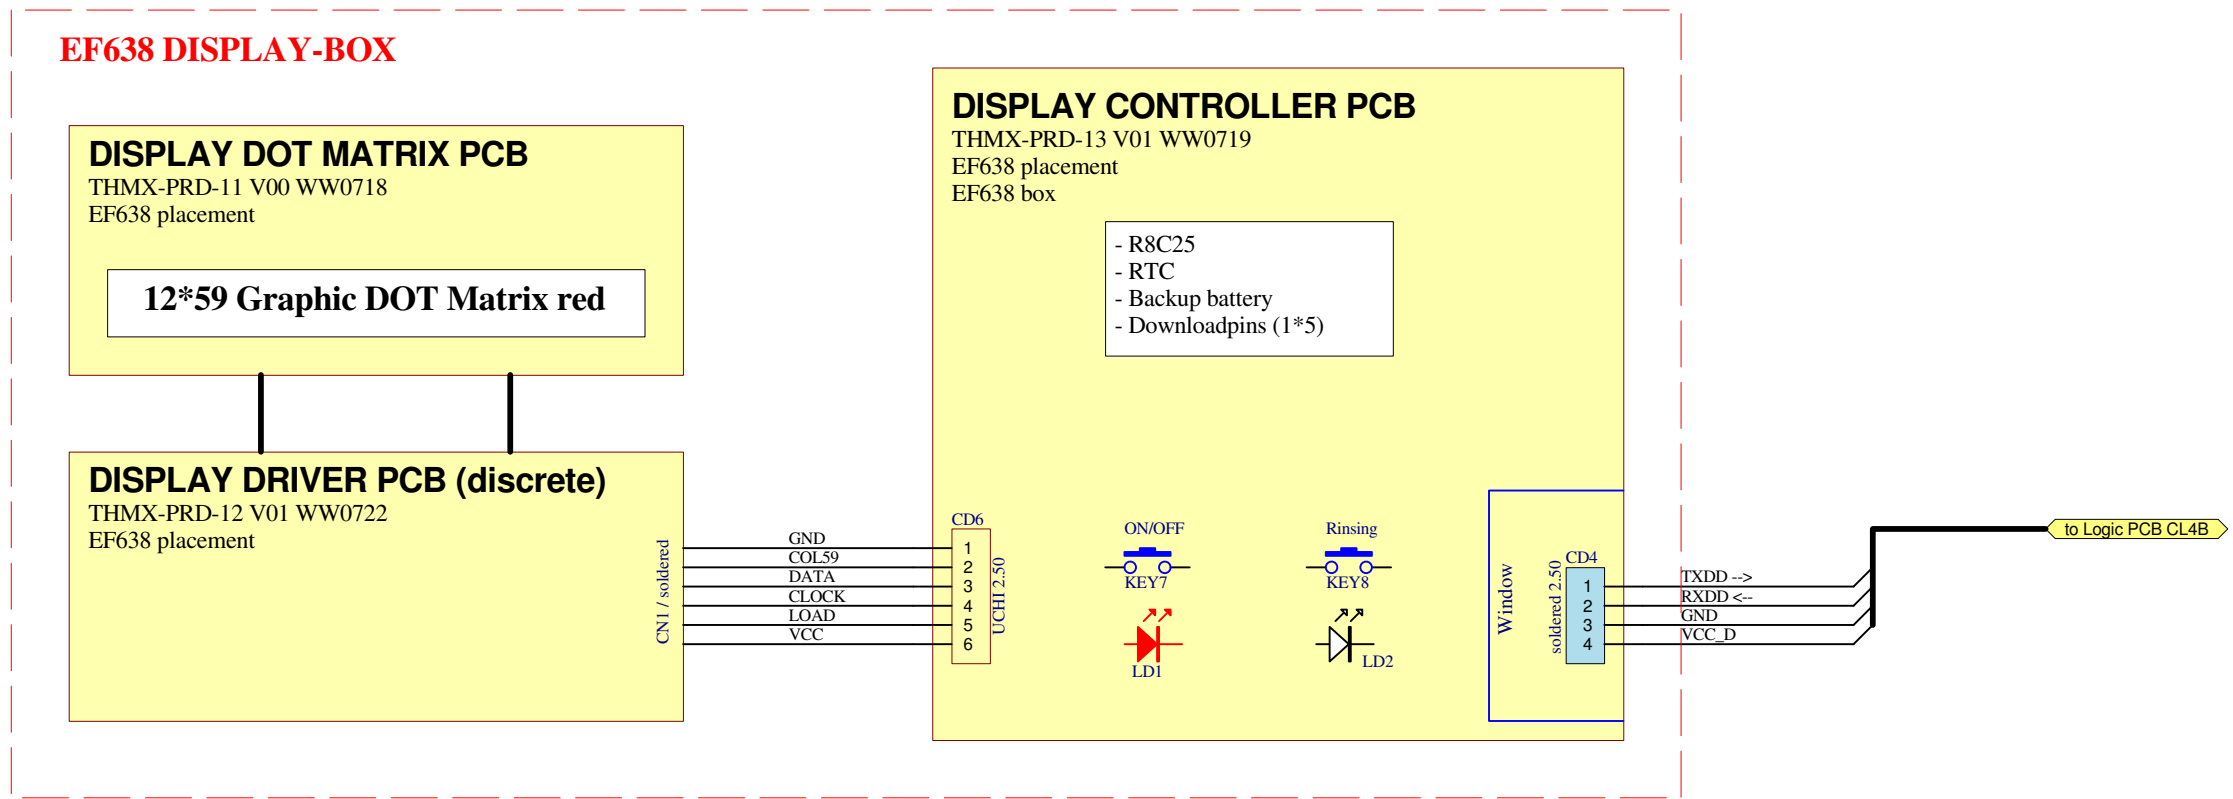 EF638 DISPLAY-BOX
DISPLAY DOT MATRIX PCB
THMX-PRD-11 V00 WW0718
EF638 placement
12*59 Graphic DOT Matrix red
DISPLAY DRIVER PCB (discrete)
THMX-PRD-12 V01 WW0722
EF638 placement
CN1 / soldered
GND
COL59
DATA
CLOCK
LOAD
VCC
DISPLAY CONTROLLER PCB
THMX-PRD-13 V01 WW0719
EF638 placement
EF638 box
- R8C25
- RTC
- Backup battery
- Downloadpins (1*5)
CD6
1
2
3
4
5
6
UCHI 2.50
ON/OFF
KEY7
LD1
Rinsing
KEY8
LD2
Window
soldered 2.50
CD4
1
2
3
4
TXDD -->
RXDD <--
GND
VCC_D
to Logic PCB CL4B